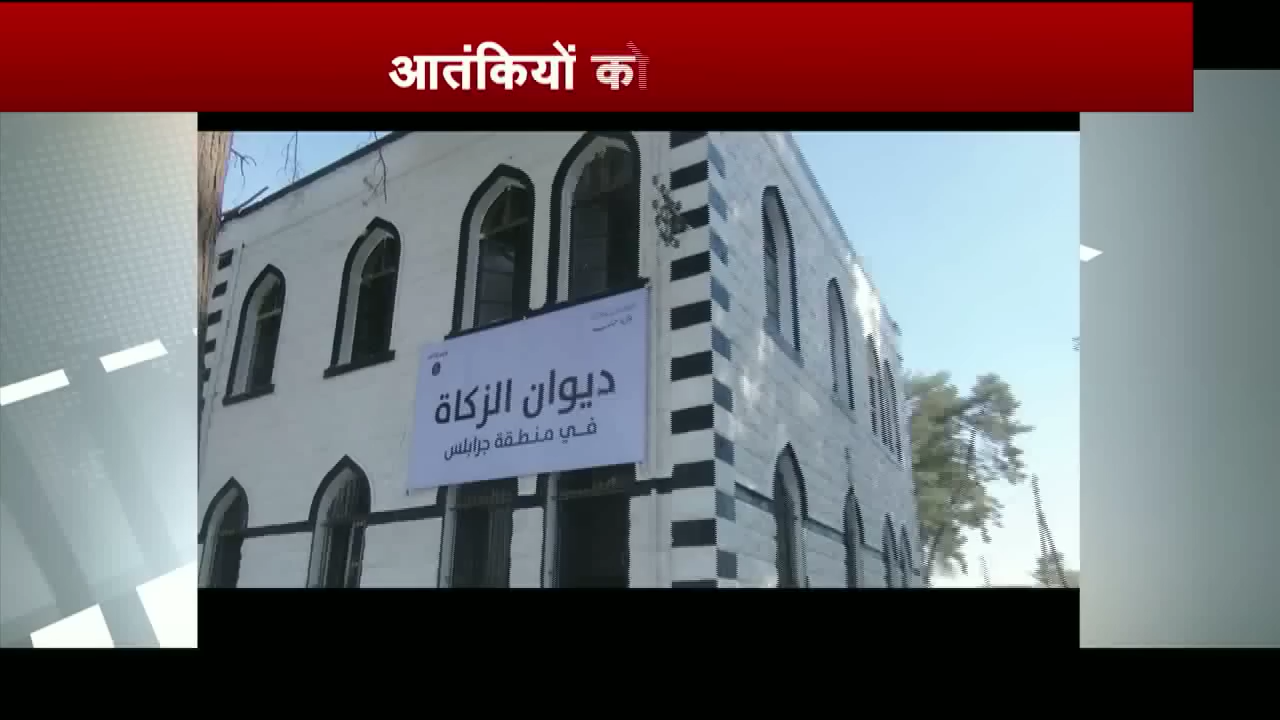 आतंकियों को
ديوان الزكاة
في منطقة جرابلس